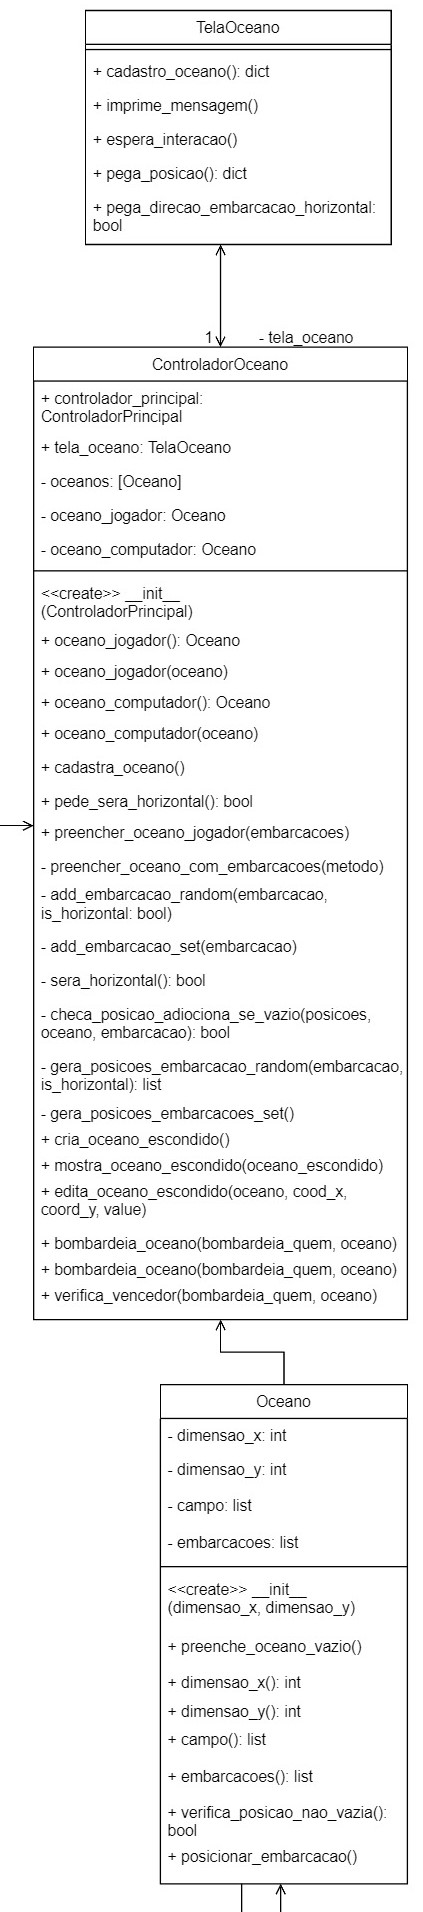 TelaOceano
+ cadastro_oceano(): dict
+ imprime_mensagem()
+ espera_interacao()
+ pega_posicao(): dict
+ pega_direcao_embarcacao_horizontal:
bool
1
- tela_oceano
ControladorOceano
+ controlador_principal:
ControladorPrincipal
+ tela_oceano: TelaOceano
- oceanos: [Oceano]
- oceano_jogador: Oceano
- oceano_computador: Oceano
<<create>> __init__
(ControladorPrincipal)
+ oceano_jogador(): Oceano
+ oceano_jogador(oceano)
+ oceano_computador(): Oceano
+ oceano_computador(oceano)
+ cadastra_oceano()
+ pede_sera_horizontal(): bool
+ preencher_oceano_jogador(embarcacoes)
- preencher_oceano_com_embarcacoes(metodo)
- add_embarcacao_random(embarcacao,
is_horizontal: bool)
- add_embarcacao_set(embarcacao)
- sera_horizontal(): bool
- checa_posicao_adiociona_se_vazio(posicoes,
oceano, embarcacao): bool
- gera_posicoes_embarcacao_random(embarcacao,
is_horizontal): list
- gera_posicoes_embarcacoes_set()
+ cria_oceano_escondido()
+ mostra_oceano_escondido(oceano_escondido)
+ edita_oceano_escondido(oceano, cood_x,
coord_y, value)
+ bombardeia_oceano(bombardeia_quem, oceano)
+ bombardeia_oceano(bombardeia_quem, oceano)
+ verifica_vencedor(bombardeia_quem, oceano)
Oceano
- dimensao_x: int
- dimensao_y: int
- campo: list
- embarcacoes: list
<<create>> __init__
(dimensao_x, dimensao_y)
+ preenche_oceano_vazio()
+ dimensao_x(): int
+ dimensao_y(): int
+ campo(): list
+ embarcacoes(): list
+ verifica_posicao_nao_vazia():
bool
+ posicionar_embarcacao()